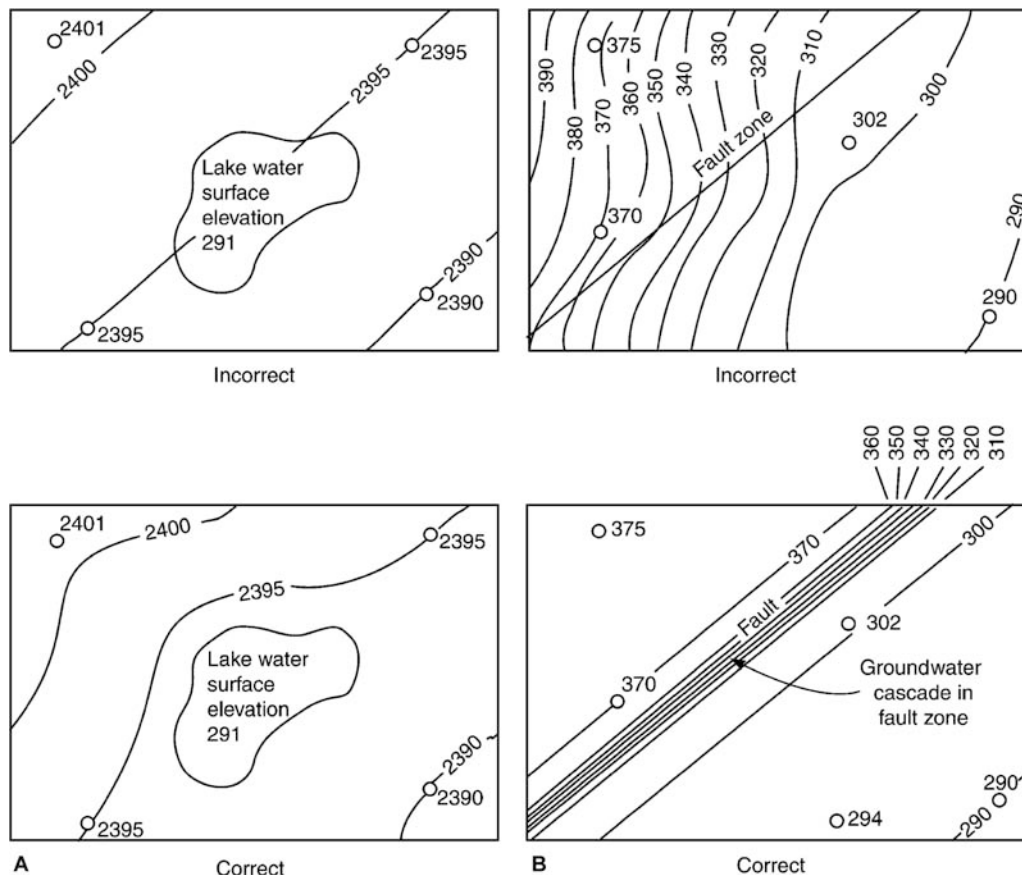 2401
2400
2395
2395
Lake water
surface
elevation
291
2390
2390
2395
Incorrect
390
380
375
370
360
350
340
330
320
310
300
302
Fault zone
370
290
290
Incorrect
2401
2400
2395
2395
Lake water
surface
elevation
291
2390
2390
2395
A
Correct
360
350
340
330
320
310
375
370
300
Fault
302
370
Groundwater
cascade in
fault zone
290
290
294
B
Correct